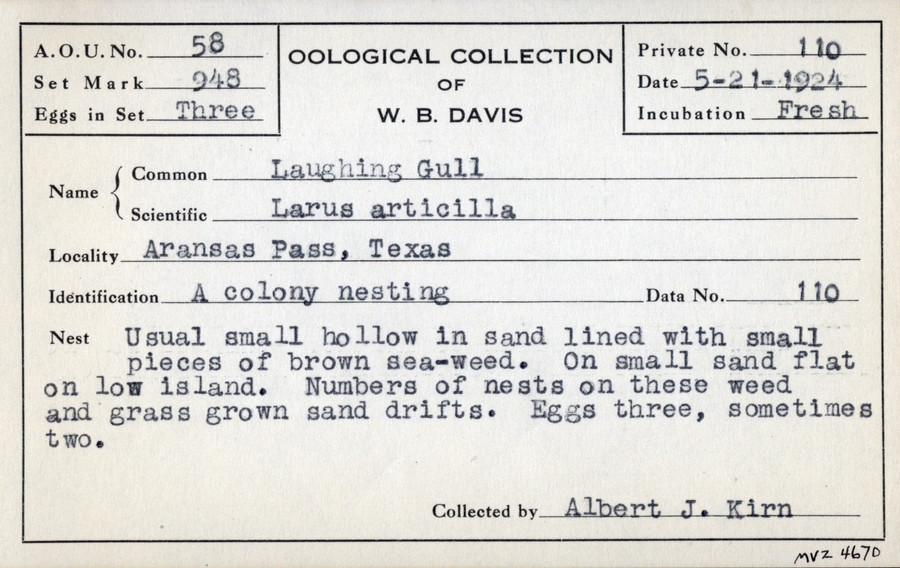 A.O.U. No. 58
Set Mark 948
Eggs in Set Three
OOLOGICAL COLLECTION
OF
W. B. DAVIS
Private No. 110
Date 5-21-1924
Incubation Fresh
Name
Common Laughing Gull
Scientific Larus articilla
Locality Aransas Pass, Texas
Identification A colony nesting Data No. 110
Nest Usual small hollow in sand lined with small
pieces of brown sea-weed. On small sand flat
on low island. Numbers of nests on these weed
and grass grown sand drifts. Eggs three, sometimes
two.
Collected by Albert J. Kirn
MVZ 4670